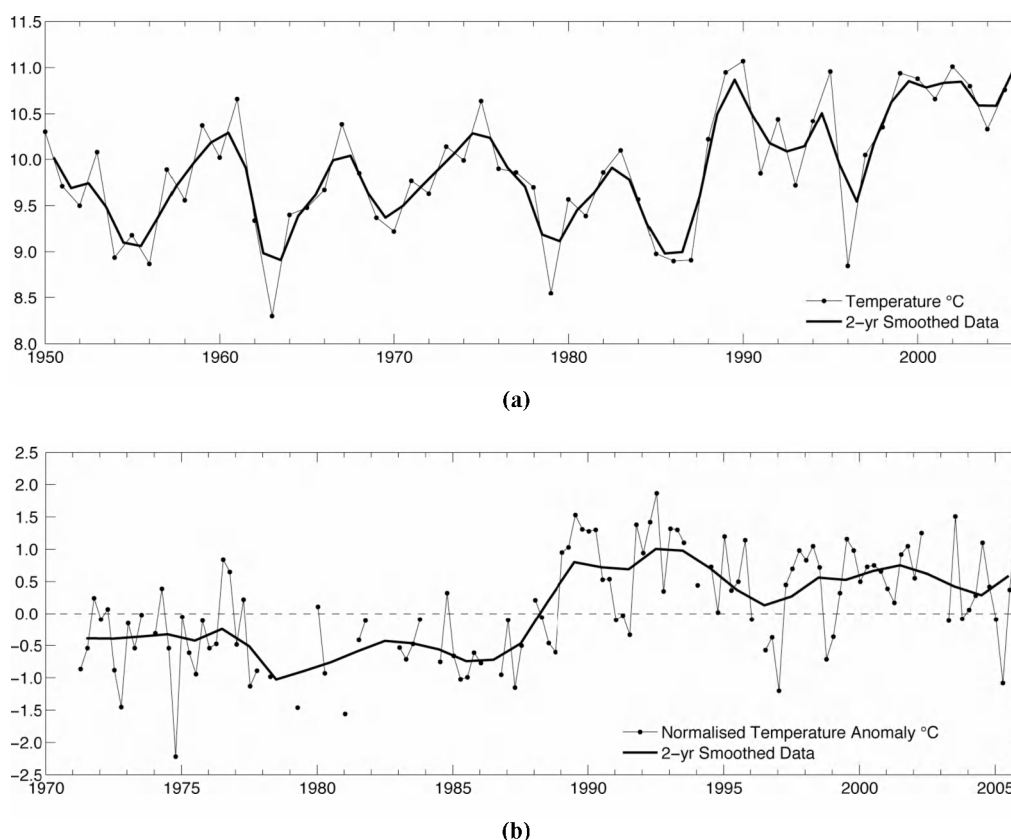 11.5
11.0
10.5
10.0
9.5
9.0
8.5
8.0
Temperature °C
2-yr Smoothed Data
1950 1960 1970 1980 1990 2000
(a)
2.5
2.0
1.5
1.0
0.5
0.0
-0.5
-1.0
-1.5
-2.0
-2.5
Normalised Temperature Anomaly °C
2-yr Smoothed Data
1970 1975 1980 1985 1990 1995 2000 2005
(b)